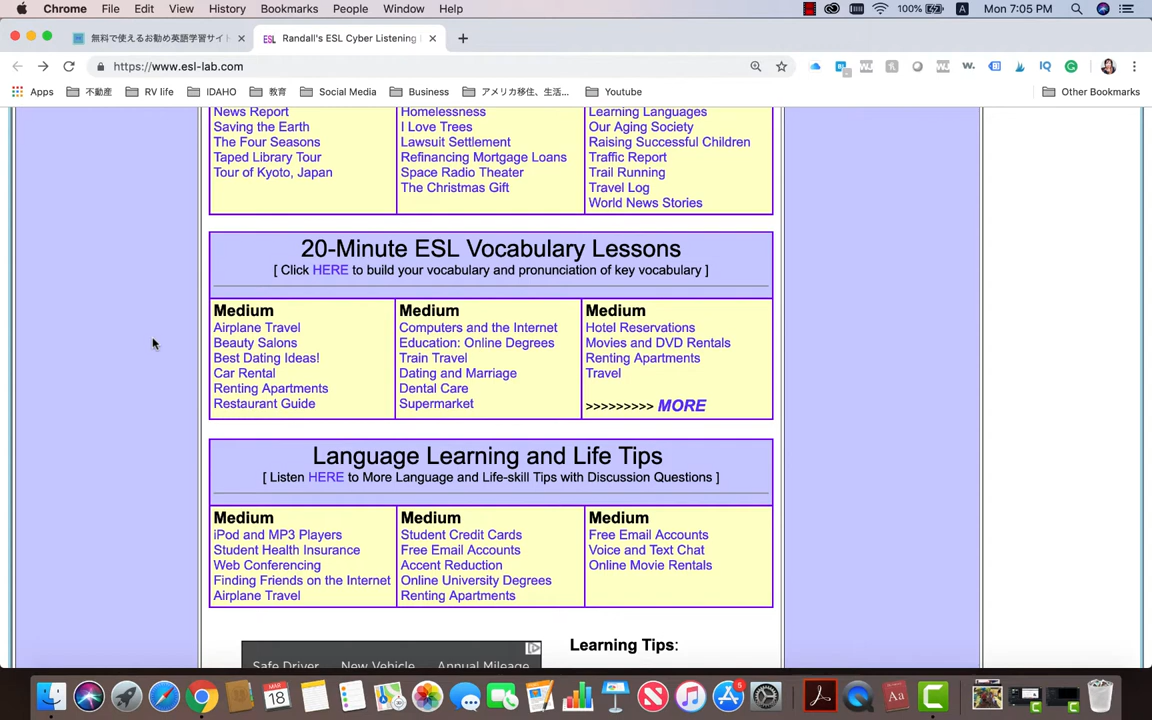 Chrome File Edit View History Bookmarks People Window Help 100% A Mon 7:05 PM
無料で使えるお勧め英語学習サイト
ESL Randall's ESL Cyber Listening
https://www.esl-lab.com
Apps 不動産 RV life IDAHO 教育 Social Media Business アメリカ移住、生活... Youtube Other Bookmarks
News Report Homelessness Learning Languages
Saving the Earth I Love Trees Our Aging Society
The Four Seasons Lawsuit Settlement Raising Successful Children
Taped Library Tour Refinancing Mortgage Loans Traffic Report
Tour of Kyoto, Japan Space Radio Theater Trail Running
The Christmas Gift Travel Log
World News Stories
20-Minute ESL Vocabulary Lessons
[ Click HERE to build your vocabulary and pronunciation of key vocabulary ]
Medium Medium Medium
Airplane Travel Computers and the Internet Hotel Reservations
Beauty Salons Education: Online Degrees Movies and DVD Rentals
Best Dating Ideas! Train Travel Renting Apartments
Car Rental Dating and Marriage Travel
Renting Apartments Dental Care
Restaurant Guide Supermarket >>>>>>>>> MORE
Language Learning and Life Tips
[ Listen HERE to More Language and Life-skill Tips with Discussion Questions ]
Medium Medium Medium
iPod and MP3 Players Student Credit Cards Free Email Accounts
Student Health Insurance Free Email Accounts Voice and Text Chat
Web Conferencing Accent Reduction Online Movie Rentals
Finding Friends on the Internet Online University Degrees
Airplane Travel Renting Apartments
Learning Tips:
Safe Driver New Vehicle Annual Mileage